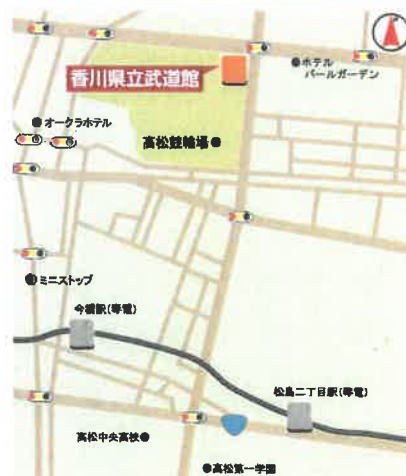 ホテル
パールガーデン
香川県立武道館
オークラホテル
高松競輪場
ミニストップ
今橋駅(琴電)
松島二丁目駅(琴電)
高松中央高校
高松第一学園